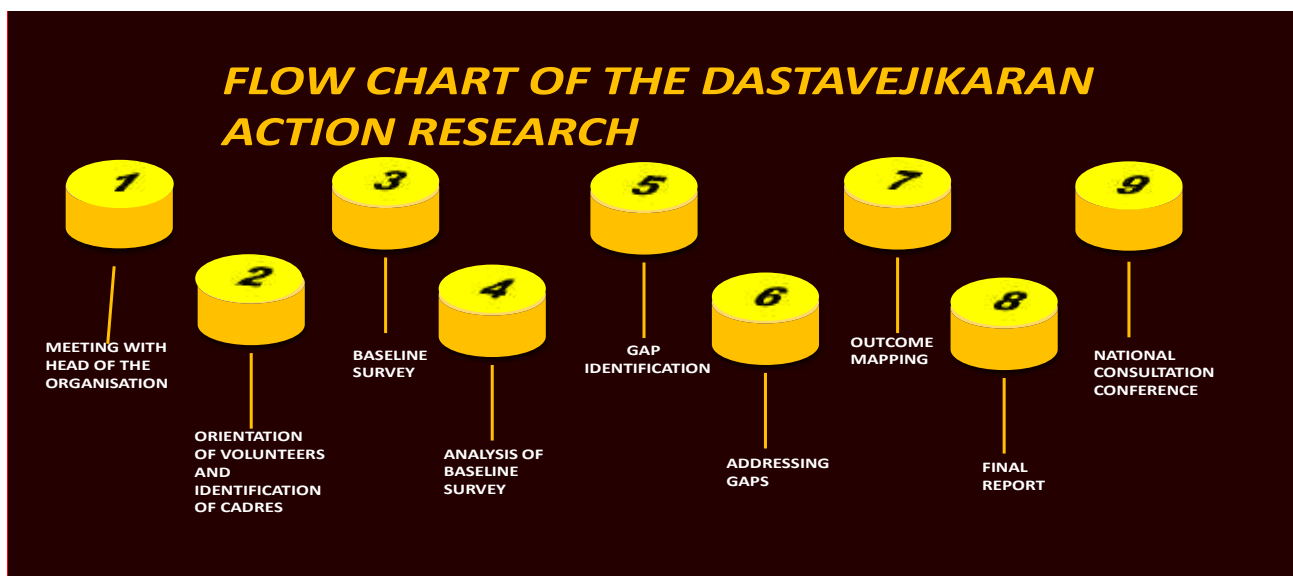 FLOW CHART OF THE DASTAVEJIKARAN
ACTION RESEARCH
1
MEETING WITH
HEAD OF THE
ORGANISATION
2
ORIENTATION
OF VOLUNTEERS
AND
IDENTIFICATION
OF CADRES
3
BASELINE
SURVEY
4
ANALYSIS OF
BASELINE
SURVEY
5
GAP
IDENTIFICATION
6
ADDRESSING
GAPS
7
OUTCOME
MAPPING
8
FINAL
REPORT
9
NATIONAL
CONSULTATION
CONFERENCE